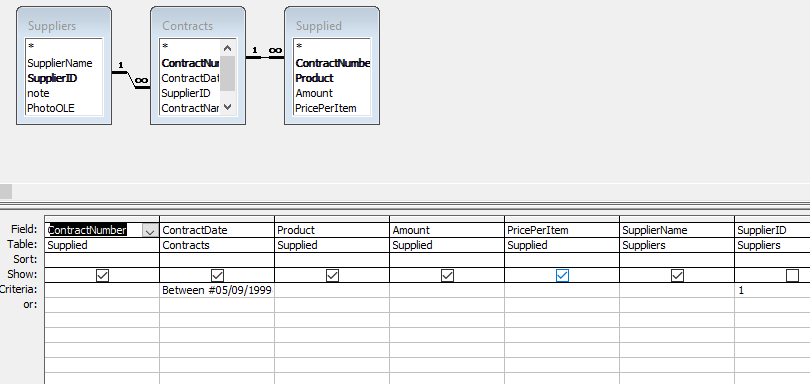 Suppliers
*
SupplierName
SupplierID
note
PhotoOLE
1
∞
Contracts
*
ContractNu
ContractDat
SupplierID
ContractNar
1
∞
Supplied
*
ContractNumbe
Product
Amount
PricePerItem
Field: ContractNumber ContractDate Product Amount PricePerItem SupplierName SupplierID
Table: Supplied Contracts Supplied Supplied Supplied Suppliers Suppliers
Sort:
Show:
Criteria: Between #05/09/1999 1
or: